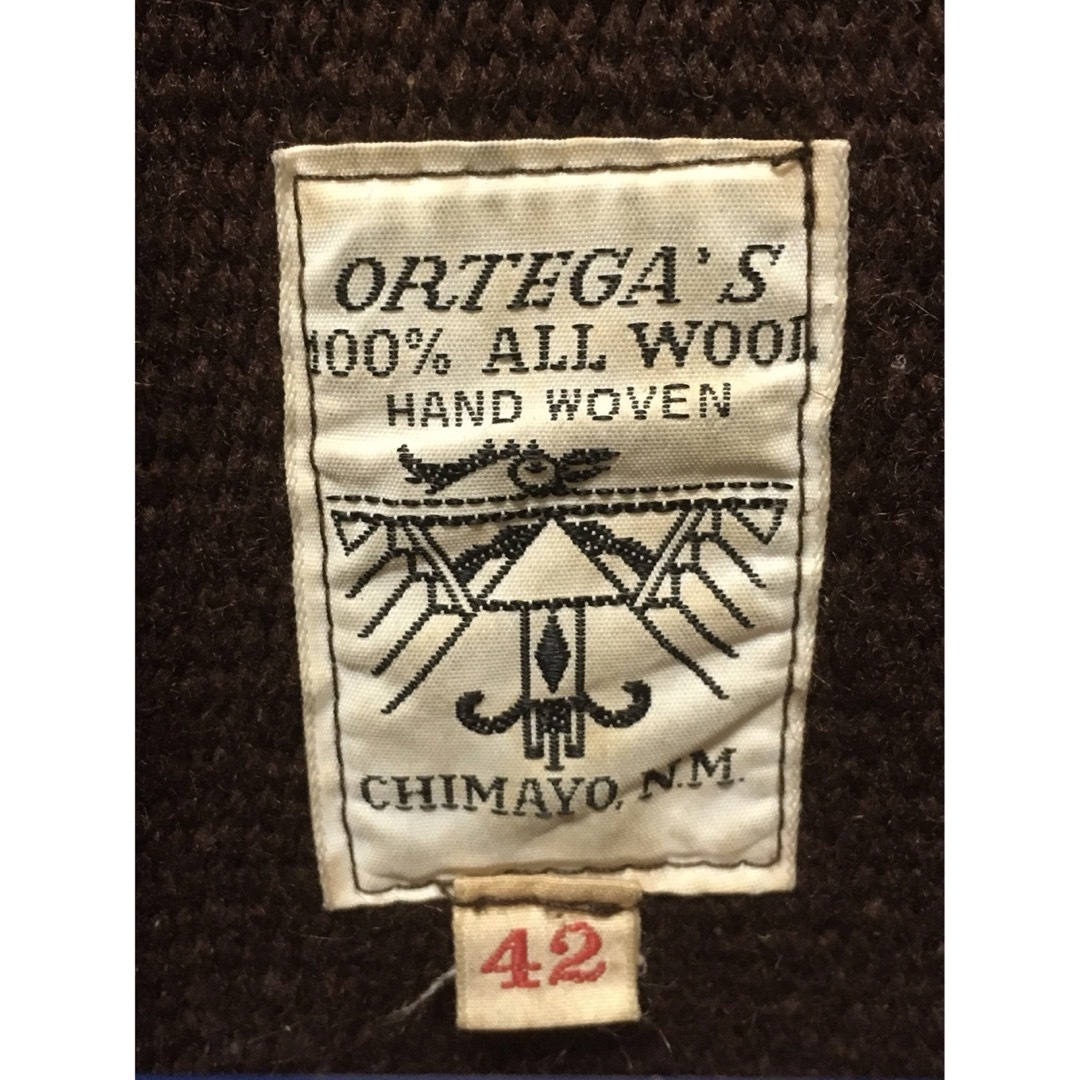 ORTEGA'S
100% ALL WOOL
HAND WOVEN
CHIMAYO, N.M.
42